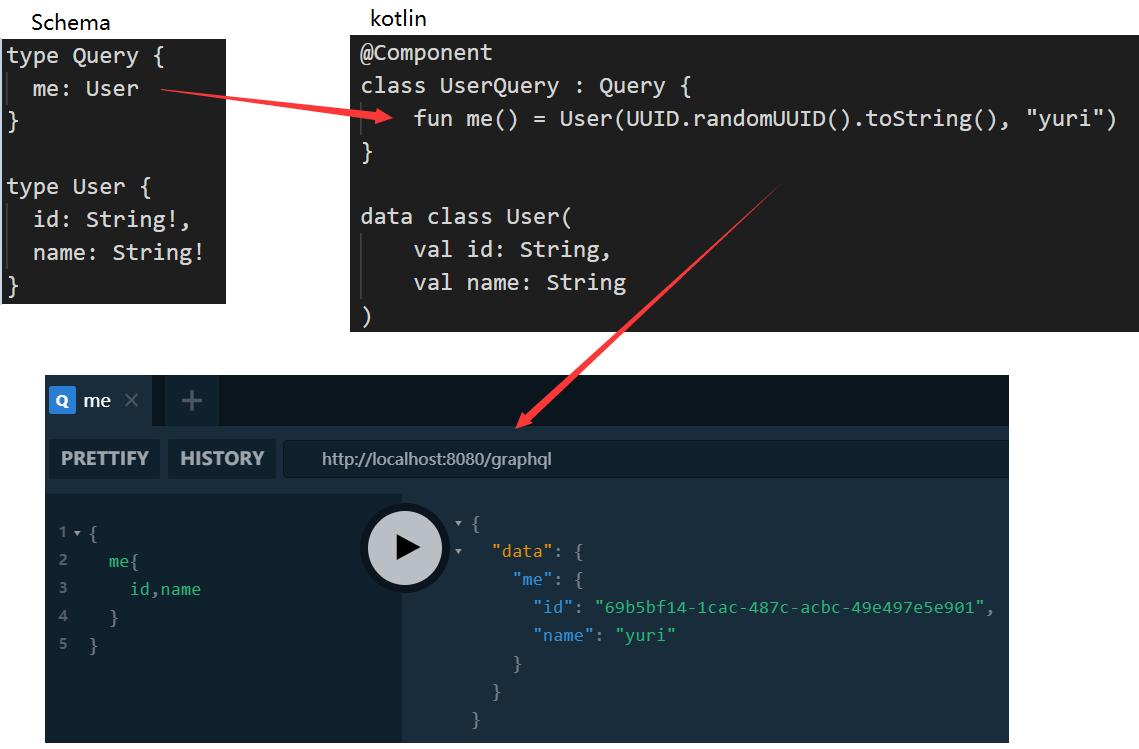 Schema
type Query {
me: User
}
type User {
id: String!,
name: String!
}
kotlin
@Component
class UserQuery : Query {
fun me() = User(UUID.randomUUID().toString(), "yuri")
}
data class User(
val id: String,
val name: String
)
Q me × +
PRETTIFY HISTORY http://localhost:8080/graphql
1 {
2 me{
3 id,name
4 }
5 }
{
"data": {
"me": {
"id": "69b5bf14-1cac-487c-acbc-49e497e5e901",
"name": "yuri"
}
}
}